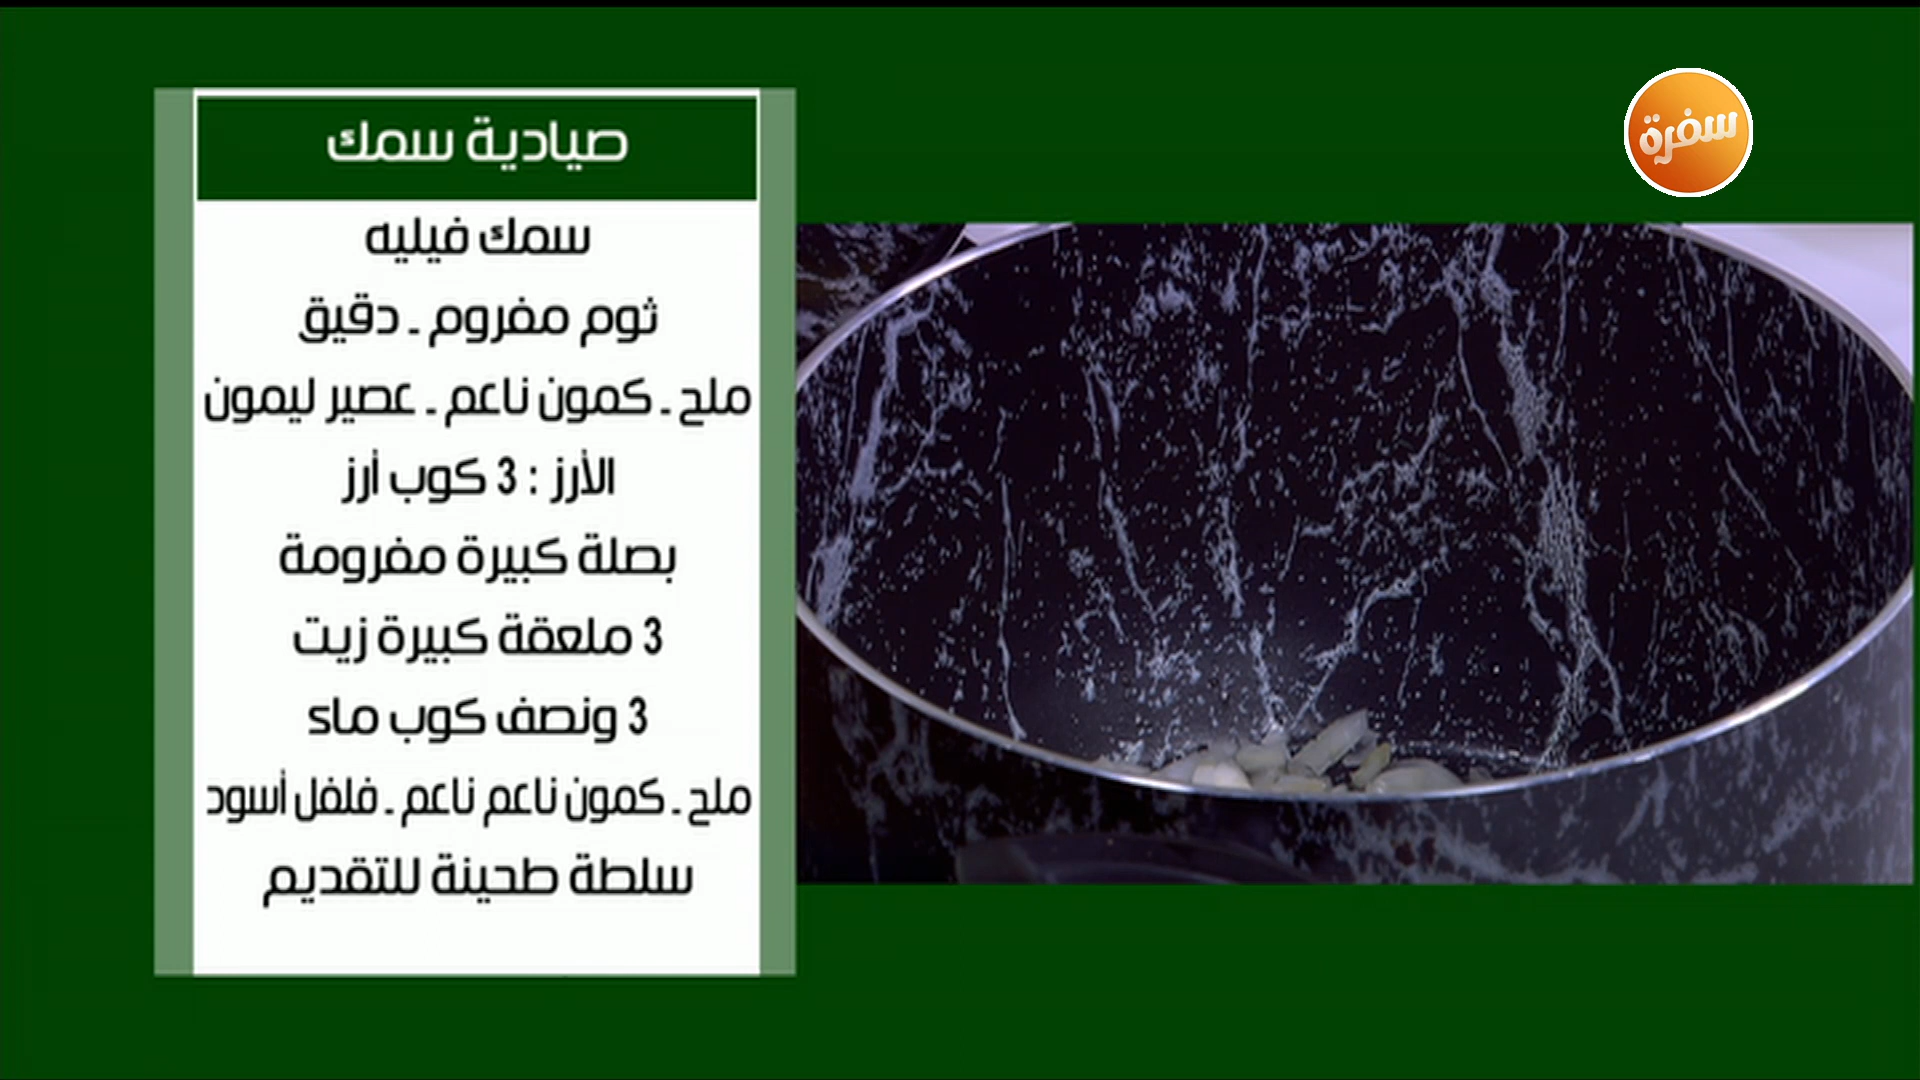 صيادية سمك
سمك فيليه
ثوم مفروم - دقيق
ملح - كمون ناعم - عصير ليمون
الأرز : 3 كوب أرز
بصلة كبيرة مفرومة
3 ملعقة كبيرة زيت
3 ونصف كوب ماء
ملح - كمون ناعم ناعم - فلفل أسود
سلطة طحينة للتقديم
سفرة